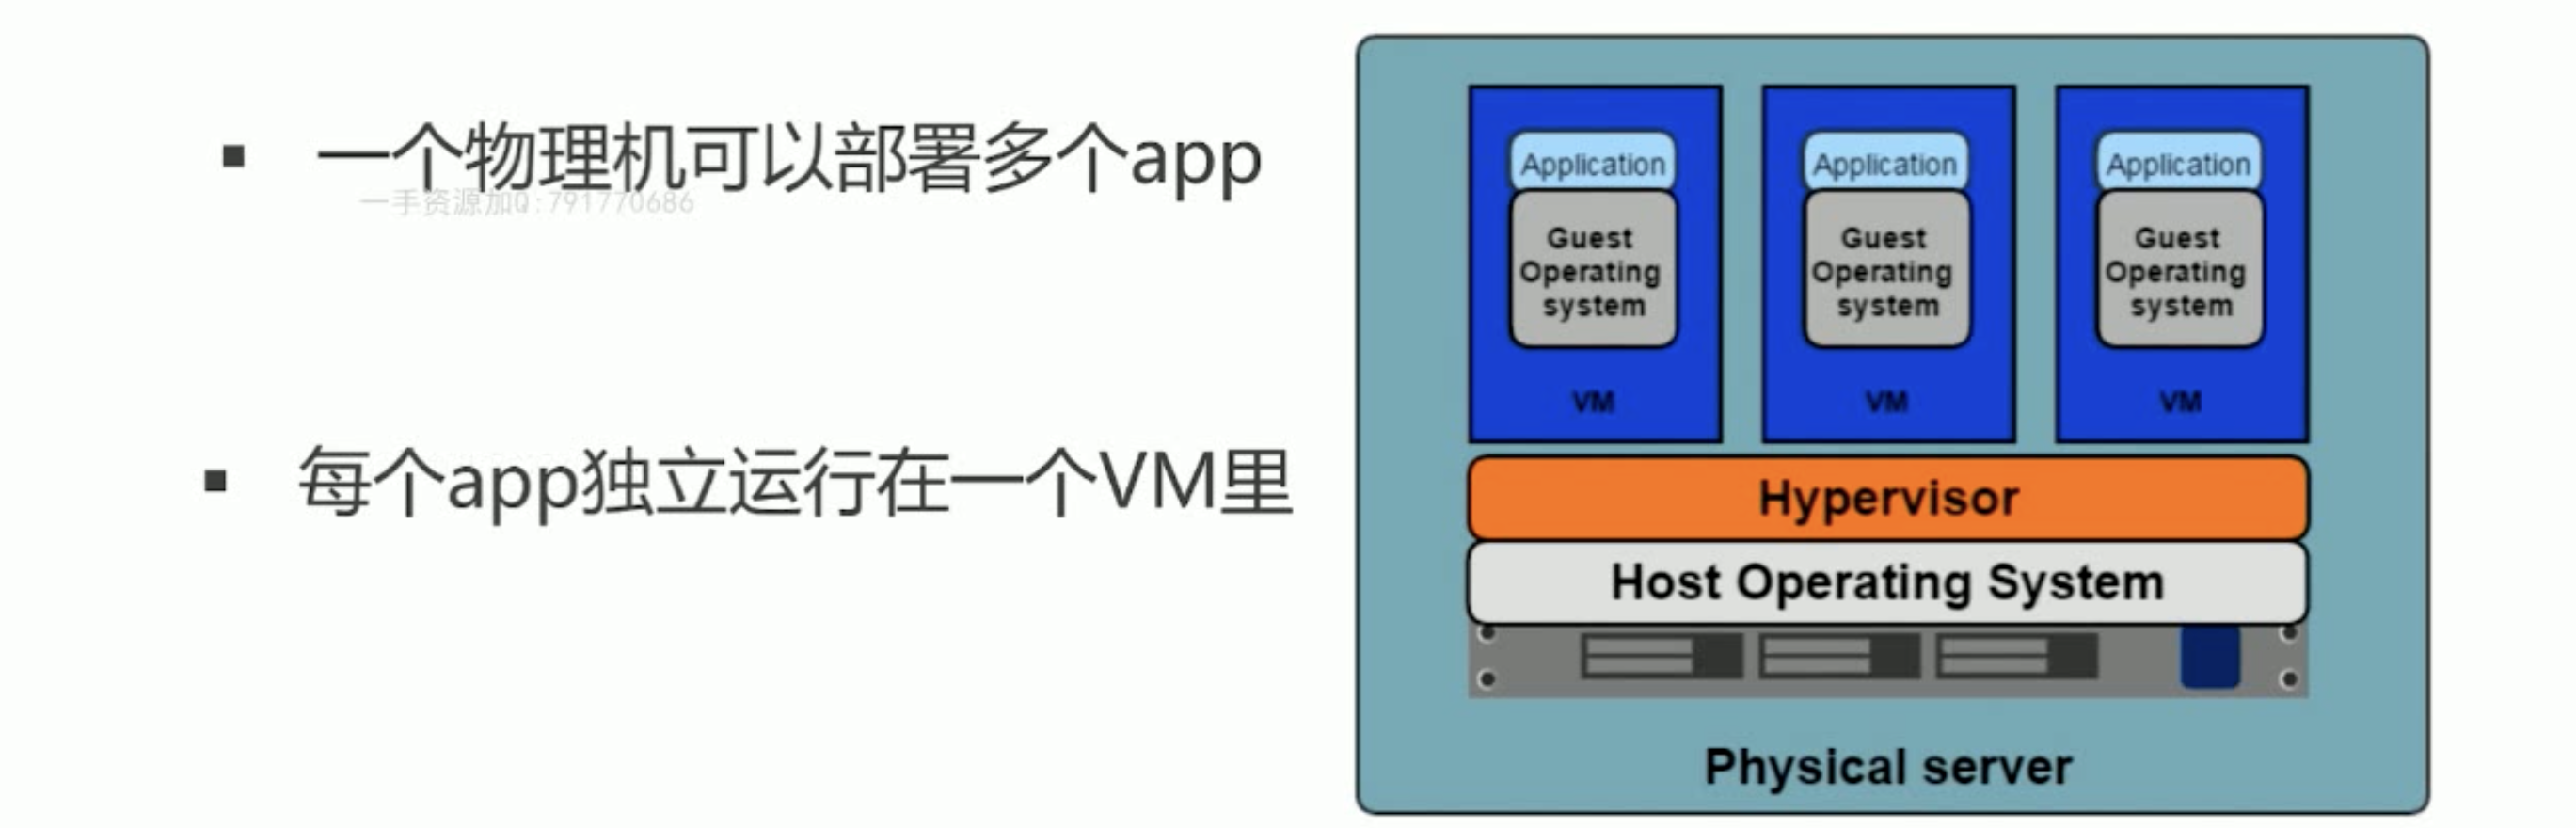 一个物理机可以部署多个app
一手资源加Q:791770686
每个app独立运行在一个VM里
Application
Guest
Operating
system
VM
Application
Guest
Operating
system
VM
Application
Guest
Operating
system
VM
Hypervisor
Host Operating System
Physical server